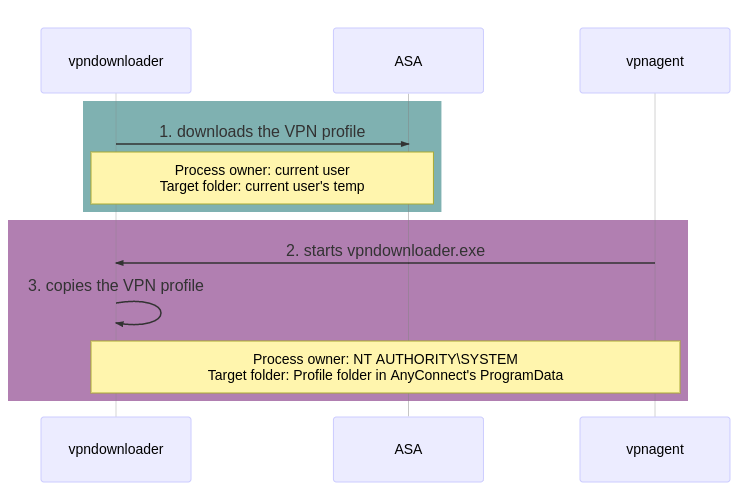 vpndownloader
ASA
vpnagent
1. downloads the VPN profile
Process owner: current user
Target folder: current user's temp
2. starts vpndownloader.exe
3. copies the VPN profile
Process owner: NT AUTHORITY\SYSTEM
Target folder: Profile folder in AnyConnect's ProgramData
vpndownloader
ASA
vpnagent